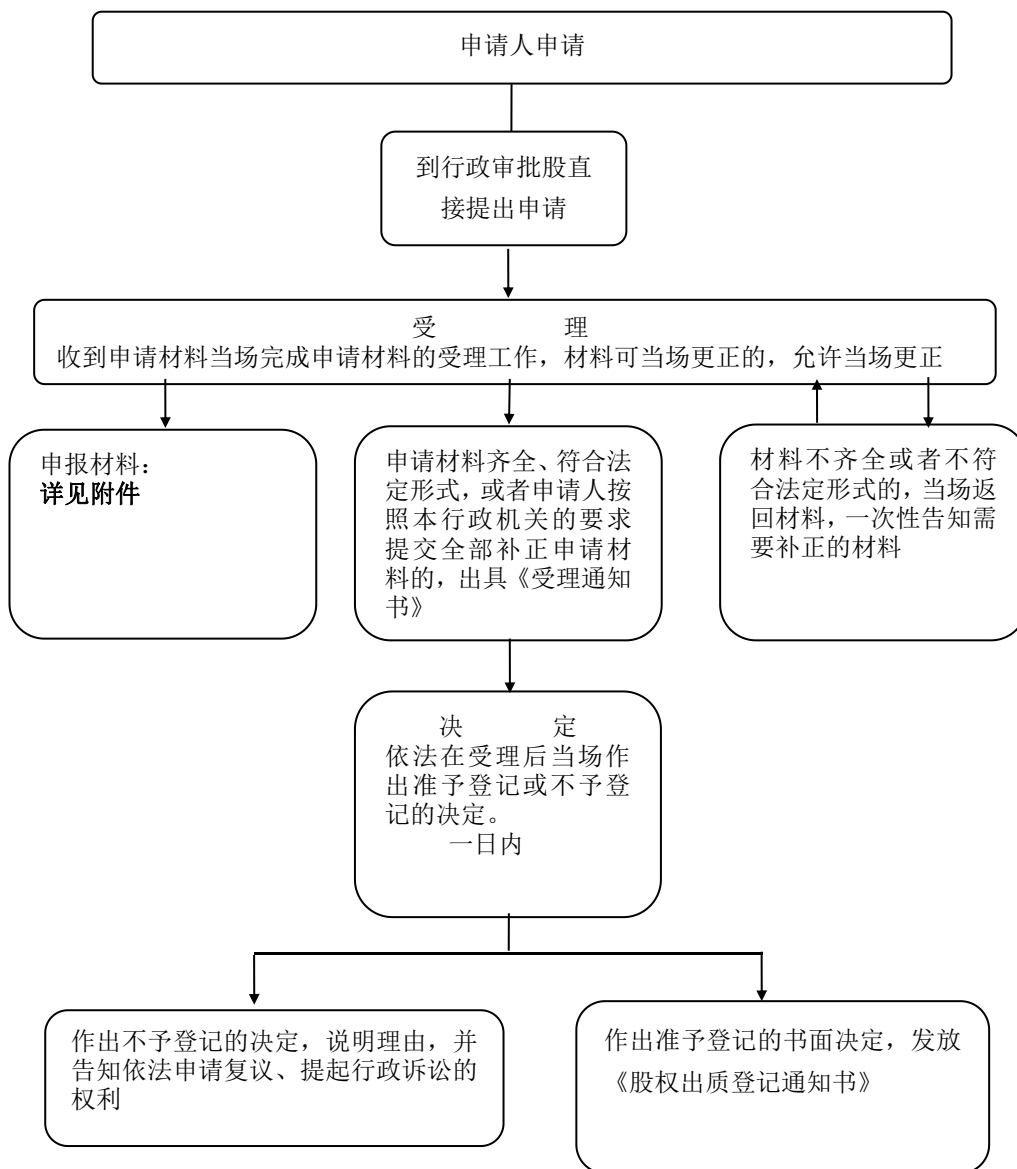 申请人申请
到行政审批股直
接提出申请
受 理
收到申请材料当场完成申请材料的受理工作，材料可当场更正的，允许当场更正
申报材料：
详见附件
申请材料齐全、符合法
定形式，或者申请人按
照本行政机关的要求
提交全部补正申请材
料的，出具《受理通知
书》
材料不齐全或者不符
合法定形式的，当场返
回材料，一次性告知需
要补正的材料
决 定
依法在受理后当场作
出准予登记或不予登
记的决定。
一日内
作出不予登记的决定，说明理由，并
告知依法申请复议、提起行政诉讼的
权利
作出准予登记的书面决定，发放
《股权出质登记通知书》